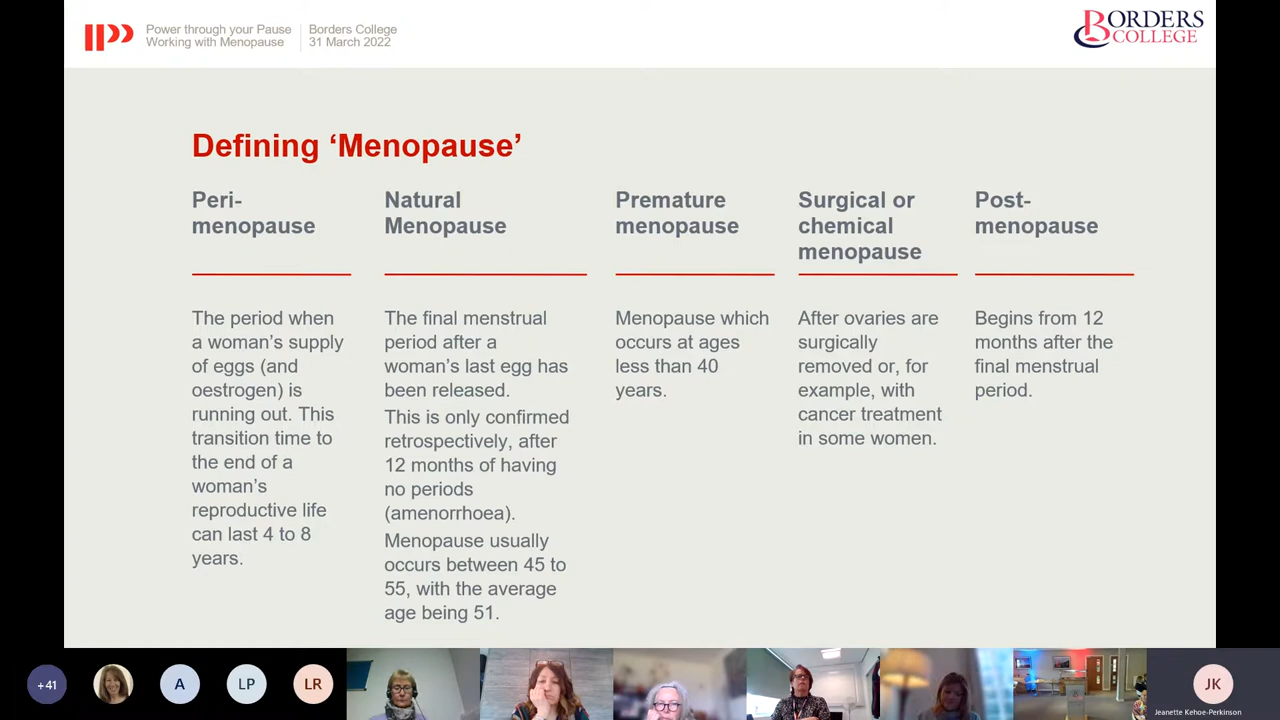 Power through your Pause
Working with Menopause
Borders College
31 March 2022
BORDERS
COLLEGE
Defining ‘Menopause’
Peri-
menopause
The period when
a woman’s supply
of eggs (and
oestrogen) is
running out. This
transition time to
the end of a
woman’s
reproductive life
can last 4 to 8
years.
Natural
Menopause
The final menstrual
period after a
woman’s last egg has
been released.
This is only confirmed
retrospectively, after
12 months of having
no periods
(amenorrhoea).
Menopause usually
occurs between 45 to
55, with the average
age being 51.
Premature
menopause
Menopause which
occurs at ages
less than 40
years.
Surgical or
chemical
menopause
After ovaries are
surgically
removed or, for
example, with
cancer treatment
in some women.
Post-
menopause
Begins from 12
months after the
final menstrual
period.
+41
A
LP
LR
JK
Jeanette Kehoe-Perkinson